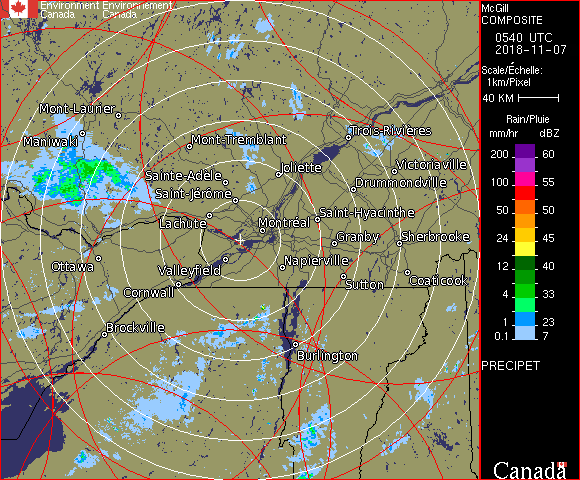 Environment Environnement
Canada Canada
McGill
COMPOSITE
0540 UTC
2018-11-07
Scale/Échelle:
1km/Pixel
40 KM
Rain/Pluie
mm/hr dBZ
200 60
100 55
50 50
24 45
12 40
4 33
1 23
0.1 7
PRECIPET
Canada
Mont-Laurier
Maniwaki
Mont-Tremblant
Trois-Rivières
Joliette
Victoriaville
Sainte-Adèle
Drummondville
Saint-Jérôme
Lachute
Montréal
Saint-Hyacinthe
Granby
Sherbrooke
Ottawa
Valleyfield
Napierville
Cornwall
Sutton
Coaticook
Brockville
Burlington